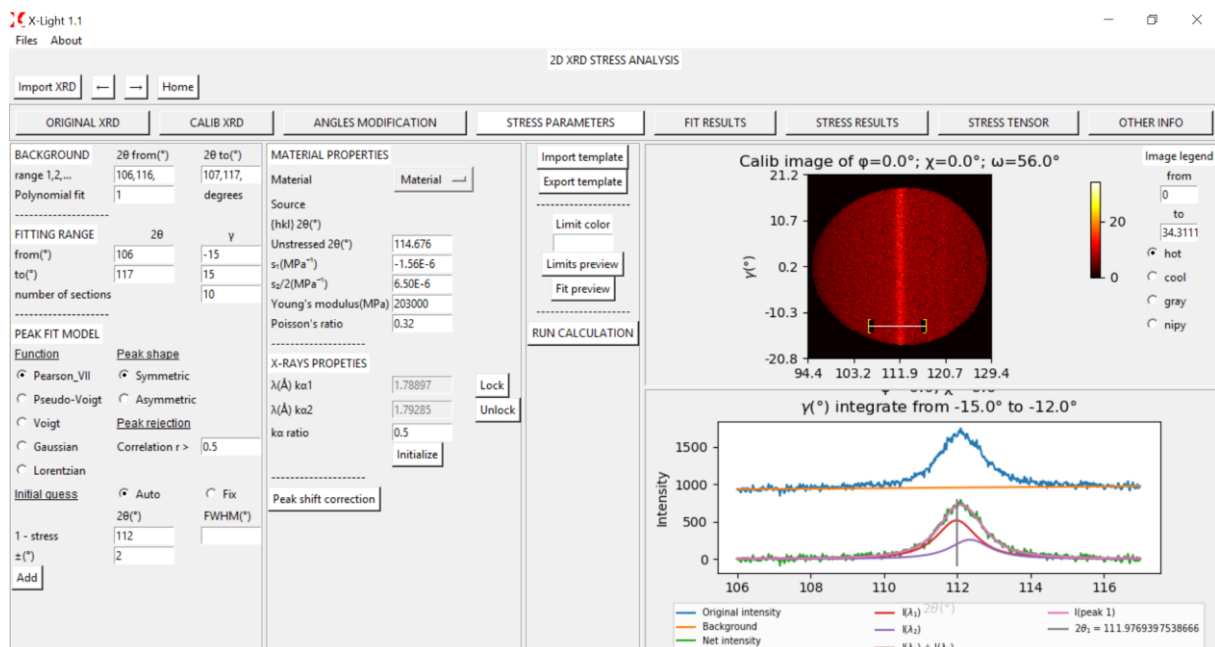 X-Light 1.1
Files About
2D XRD STRESS ANALYSIS
Import XRD ← → Home
ORIGINAL XRD CALIB XRD ANGLES MODIFICATION STRESS PARAMETERS FIT RESULTS STRESS RESULTS STRESS TENSOR OTHER INFO
BACKGROUND 2θ from(°) 2θ to(°)
range 1,2,... 106,116, 107,117,
Polynomial fit 1 degrees
--------------------
FITTING RANGE 2θ γ
from(°) 106 -15
to(°) 117 15
number of sections 10
--------------------
PEAK FIT MODEL
Function Peak shape
Pearson_VII Symmetric
Pseudo-Voigt Asymmetric
Voigt Peak rejection
Gaussian Correlation r > 0.5
Lorentzian
Initial guess Auto Fix
2θ(°) FWHM(°)
1 - stress 112
±(°) 2
Add
MATERIAL PROPERTIES
Material Material
Source
{hkl} 2θ(°)
Unstressed 2θ(°) 114.676
s₁(MPa⁻¹) -1.56E-6
s₂/2(MPa⁻¹) 6.50E-6
Young's modulus(MPa) 203000
Poisson's ratio 0.32
--------------------
X-RAYS PROPETIES
λ(Å) kα1 1.78897 Lock
λ(Å) kα2 1.79285 Unlock
kα ratio 0.5
Initialize
--------------------
Peak shift correction
Import template
Export template
--------------------
Limit color
Limits preview
Fit preview
--------------------
RUN CALCULATION
Calib image of φ=0.0°; χ=0.0°; ω=56.0°
21.2
10.7
0.2
-10.3
-20.8
γ(°)
94.4 103.2 111.9 120.7 129.4
20
0
Image legend
from
0
to
34.3111
hot
cool
gray
nipy
γ(°) integrate from -15.0° to -12.0°
1500
1000
500
0
Intensity
106 108 110 112 114 116
2θ(°)
Original intensity I(λ₁) I(peak 1)
Background I(λ₂) 2θ₁ = 111.9769397538666
Net intensity